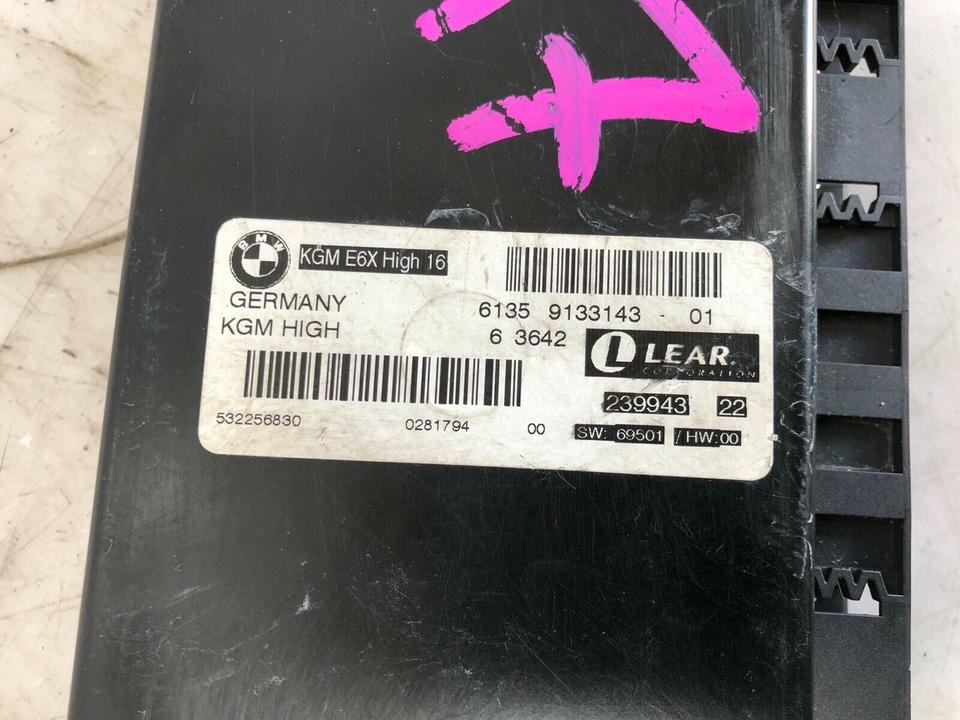 BMW KGM E6X High 16
GERMANY
KGM HIGH
6135 9133143 - 01
6 3642
L LEAR.
CORPORATION
239943 22
532256830 0281794 00
SW: 69501 / HW:00